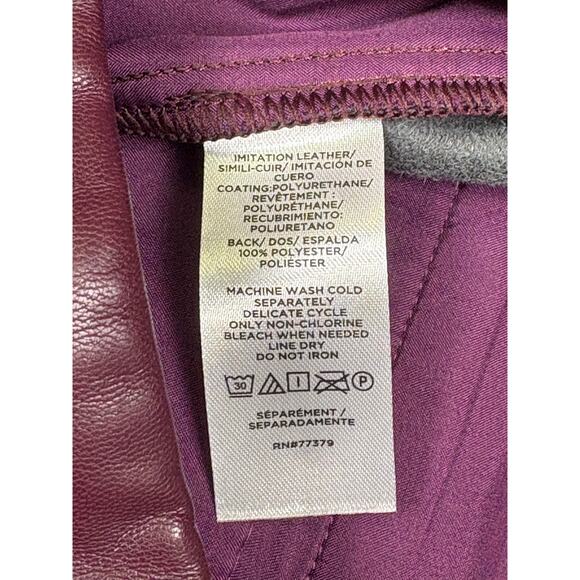 IMITATION LEATHER/
SIMILI-CUIR/ IMITACIÓN DE
CUERO
COATING:POLYURETHANE/
REVÊTEMENT :
POLYURÉTHANE/
RECUBRIMIENTO:
POLIURETANO
BACK/ DOS/ ESPALDA
100% POLYESTER/
POLIÉSTER
MACHINE WASH COLD
SEPARATELY
DELICATE CYCLE
ONLY NON-CHLORINE
BLEACH WHEN NEEDED
LINE DRY
DO NOT IRON
30 P
SÉPARÉMENT /
SEPARADAMENTE
RN#77379